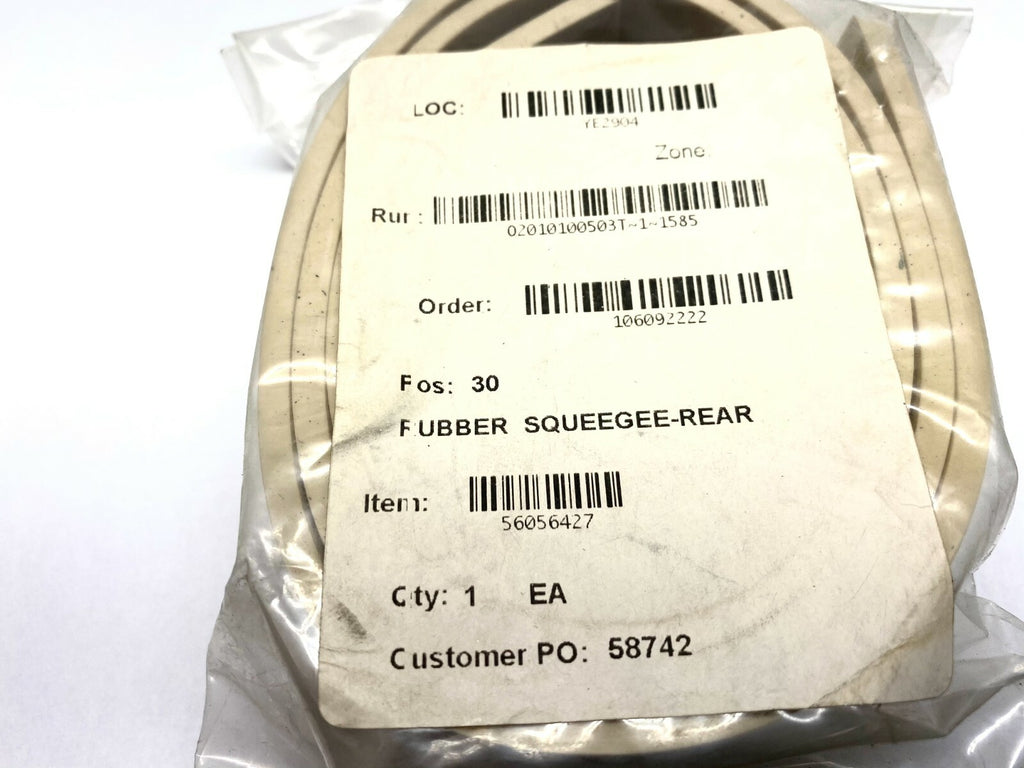 LOC:
YE2904
Zone
Run:
02010100503T~1~1585
Order:
106092222
Pos: 30
RUBBER SQUEEGEE-REAR
Item:
56056427
Qty: 1 EA
Customer PO: 58742